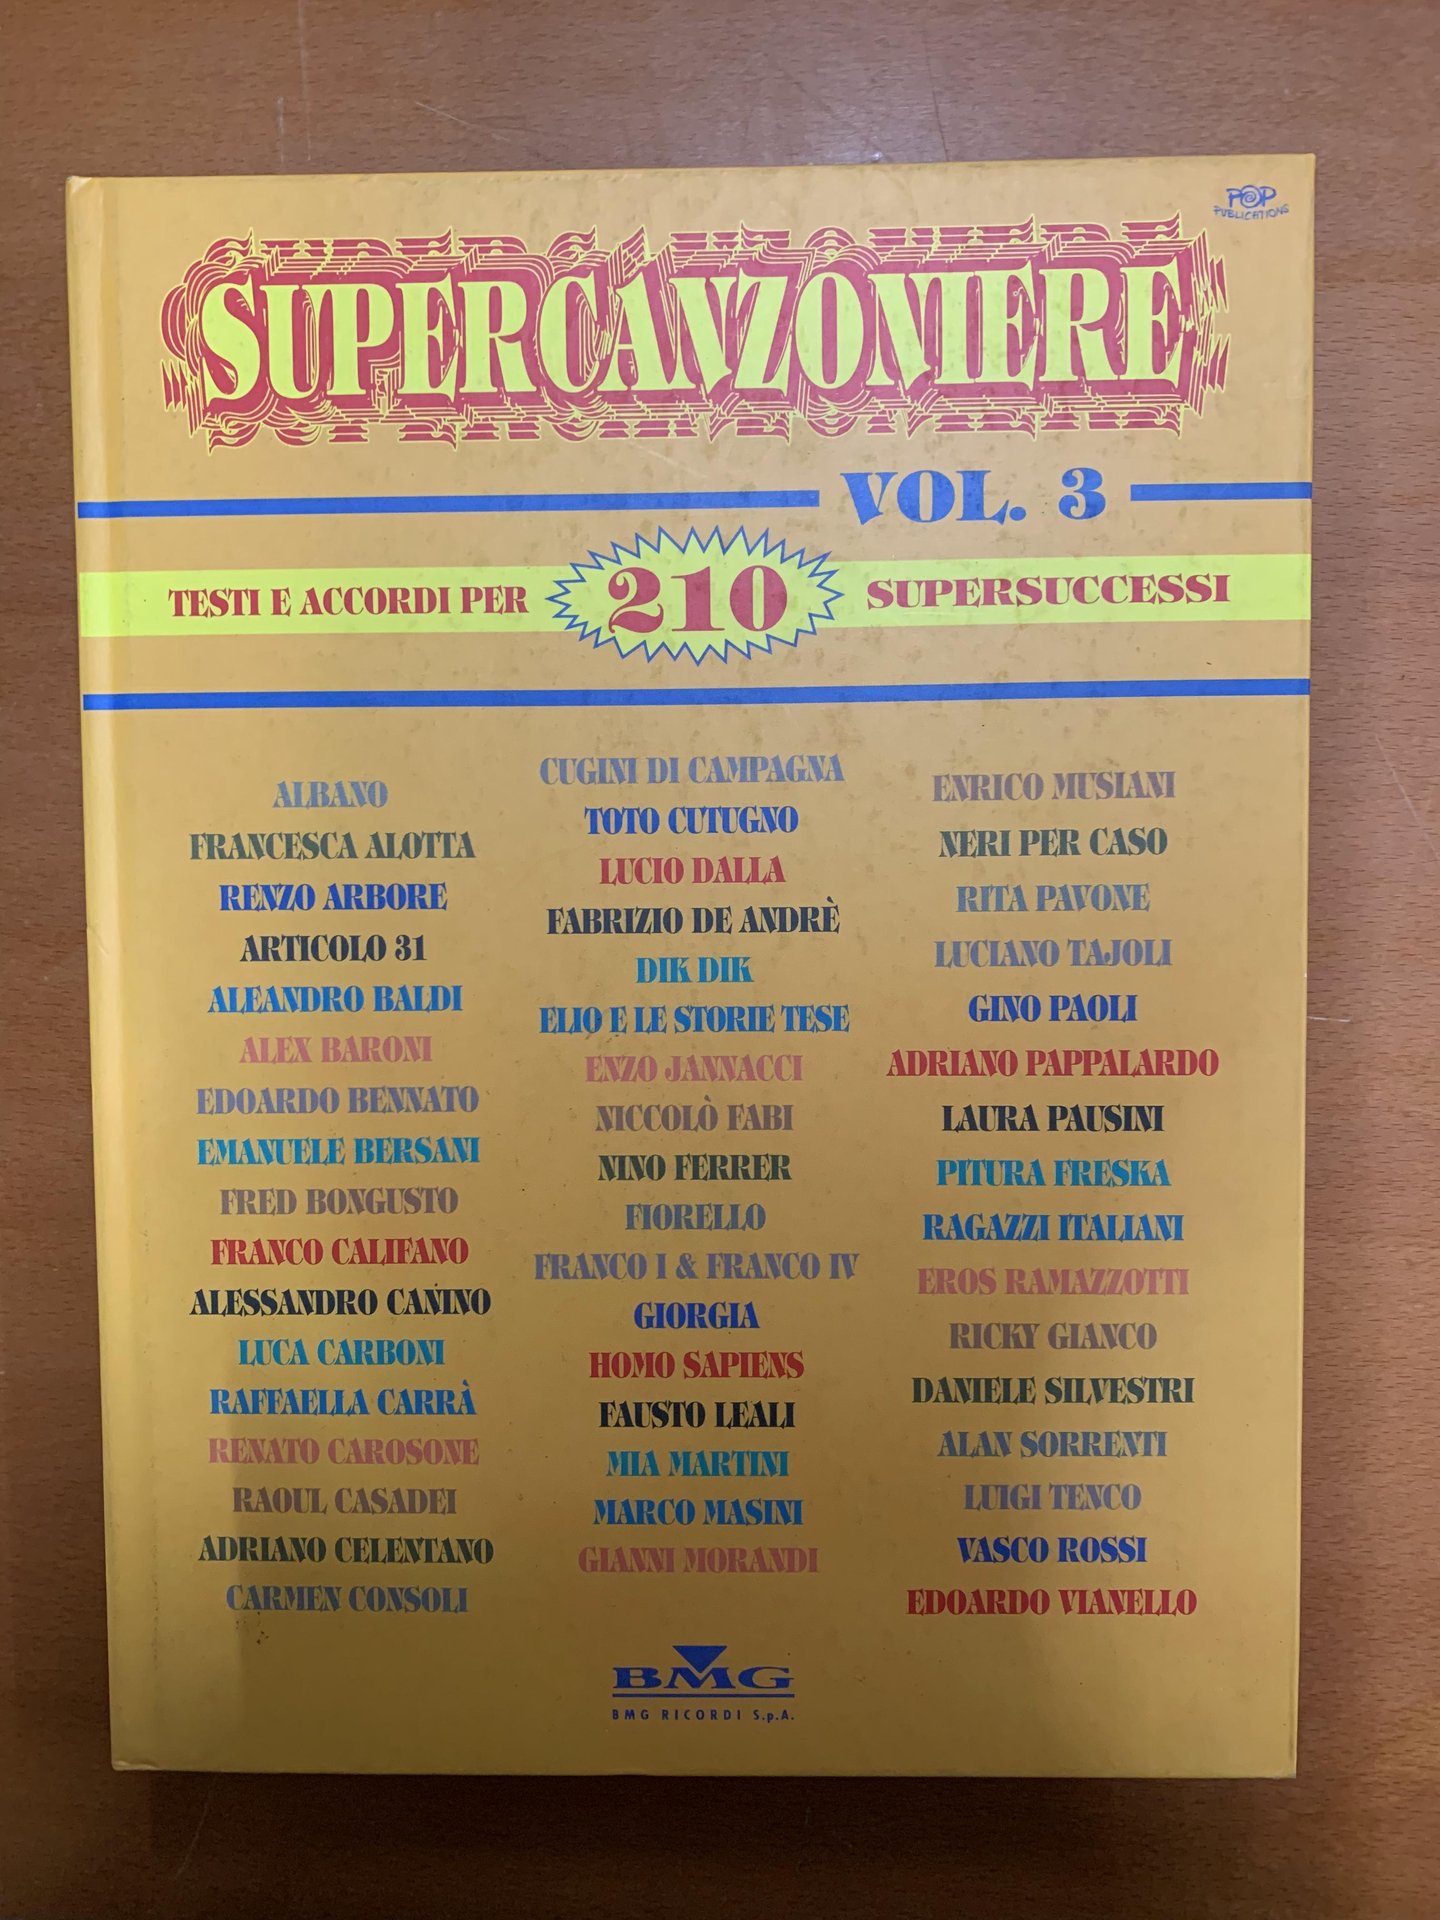 POP
PUBLICATIONS
SUPERCANZONIERE
VOL. 3
TESTI E ACCORDI PER 210 SUPERSUCCESSI
ALBANO
FRANCESCA ALOTTA
RENZO ARBORE
ARTICOLO 31
ALEANDRO BALDI
ALEX BARONI
EDOARDO BENNATO
EMANUELE BERSANI
FRED BONGUSTO
FRANCO CALIFANO
ALESSANDRO CANINO
LUCA CARBONI
RAFFAELLA CARRÀ
RENATO CAROSONE
RAOUL CASADEI
ADRIANO CELENTANO
CARMEN CONSOLI
CUGINI DI CAMPAGNA
TOTO CUTUGNO
LUCIO DALLA
FABRIZIO DE ANDRÈ
DIK DIK
ELIO E LE STORIE TESE
ENZO JANNACCI
NICCOLÒ FABI
NINO FERRER
FIORELLO
FRANCO I & FRANCO IV
GIORGIA
HOMO SAPIENS
FAUSTO LEALI
MIA MARTINI
MARCO MASINI
GIANNI MORANDI
ENRICO MUSIANI
NERI PER CASO
RITA PAVONE
LUCIANO TAJOLI
GINO PAOLI
ADRIANO PAPPALARDO
LAURA PAUSINI
PITURA FRESKA
RAGAZZI ITALIANI
EROS RAMAZZOTTI
RICKY GIANCO
DANIELE SILVESTRI
ALAN SORRENTI
LUIGI TENCO
VASCO ROSSI
EDOARDO VIANELLO
BMG
BMG RICORDI S.p.A.